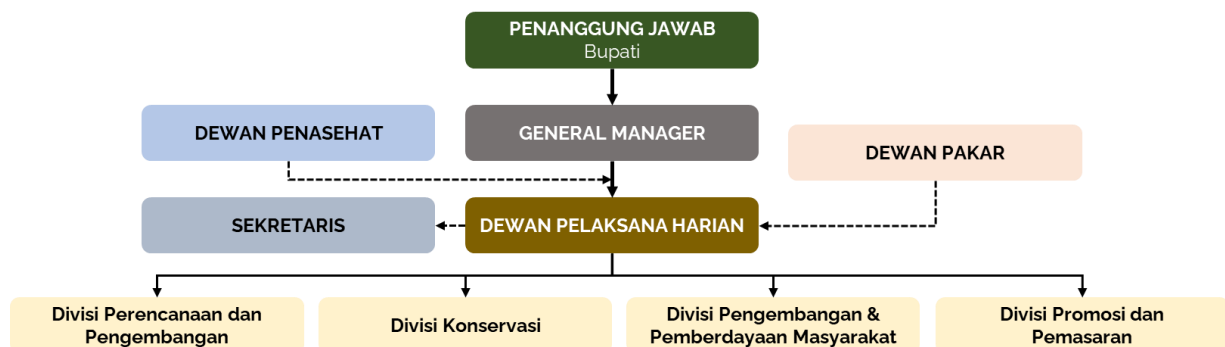 PENANGGUNG JAWAB
Bupati
DEWAN PENASEHAT
GENERAL MANAGER
DEWAN PAKAR
SEKRETARIS
DEWAN PELAKSANA HARIAN
Divisi Perencanaan dan
Pengembangan
Divisi Konservasi
Divisi Pengembangan &
Pemberdayaan Masyarakat
Divisi Promosi dan
Pemasaran